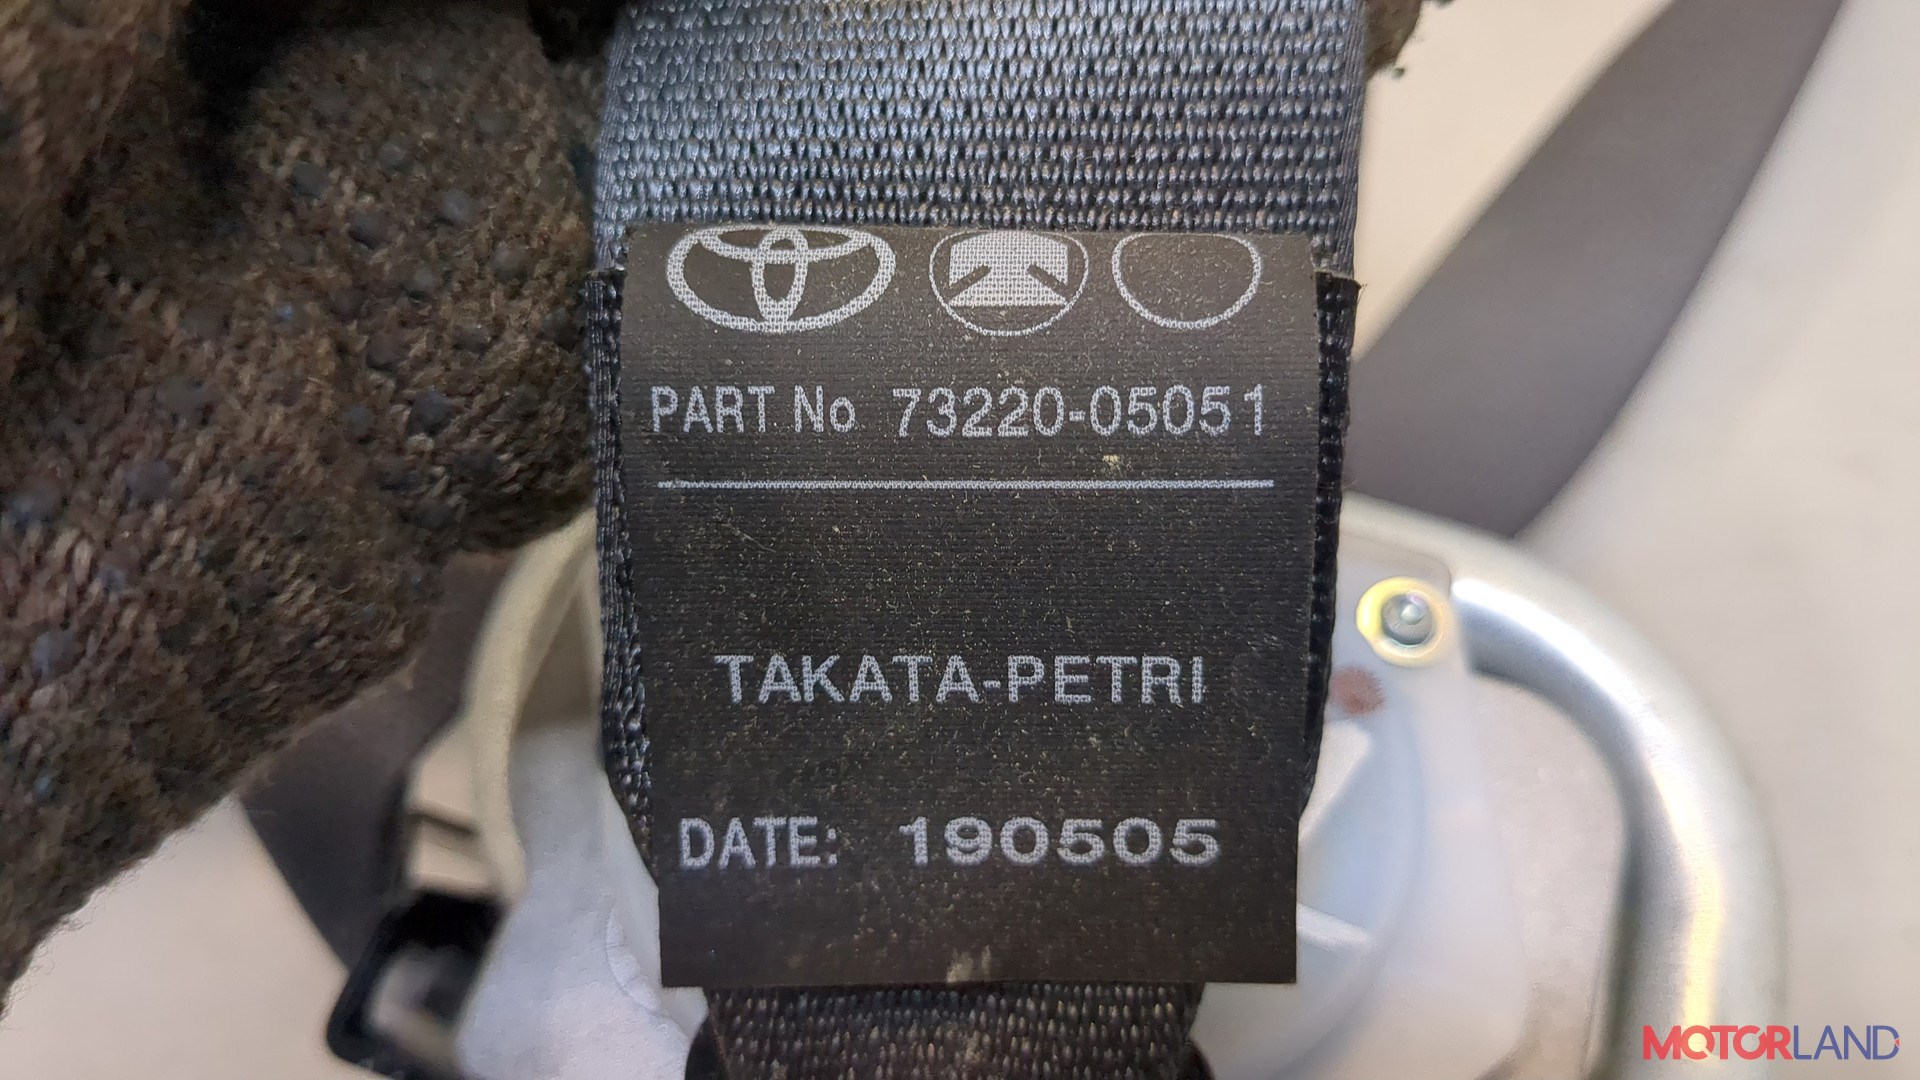 PART No 73220-05051
TAKATA-PETRI
DATE: 190505
MOTORLAND